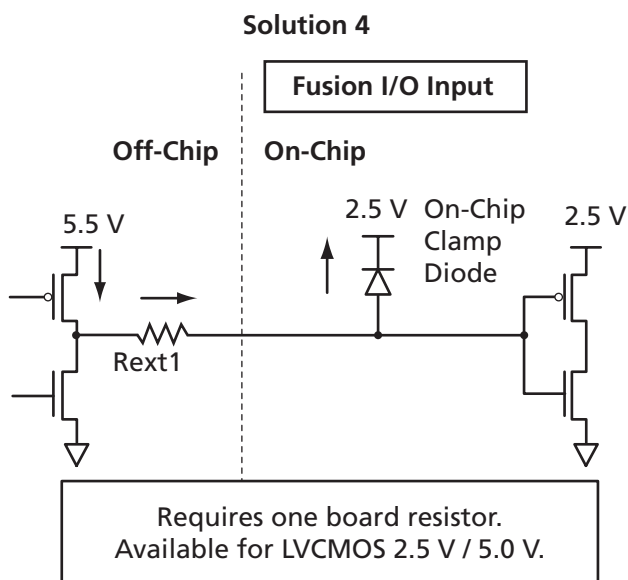 Solution 4
Fusion I/O Input
Off-Chip
On-Chip
5.5 V
2.5 V
On-Chip
Clamp
Diode
2.5 V
Rext1
Requires one board resistor.
Available for LVCMOS 2.5 V / 5.0 V.